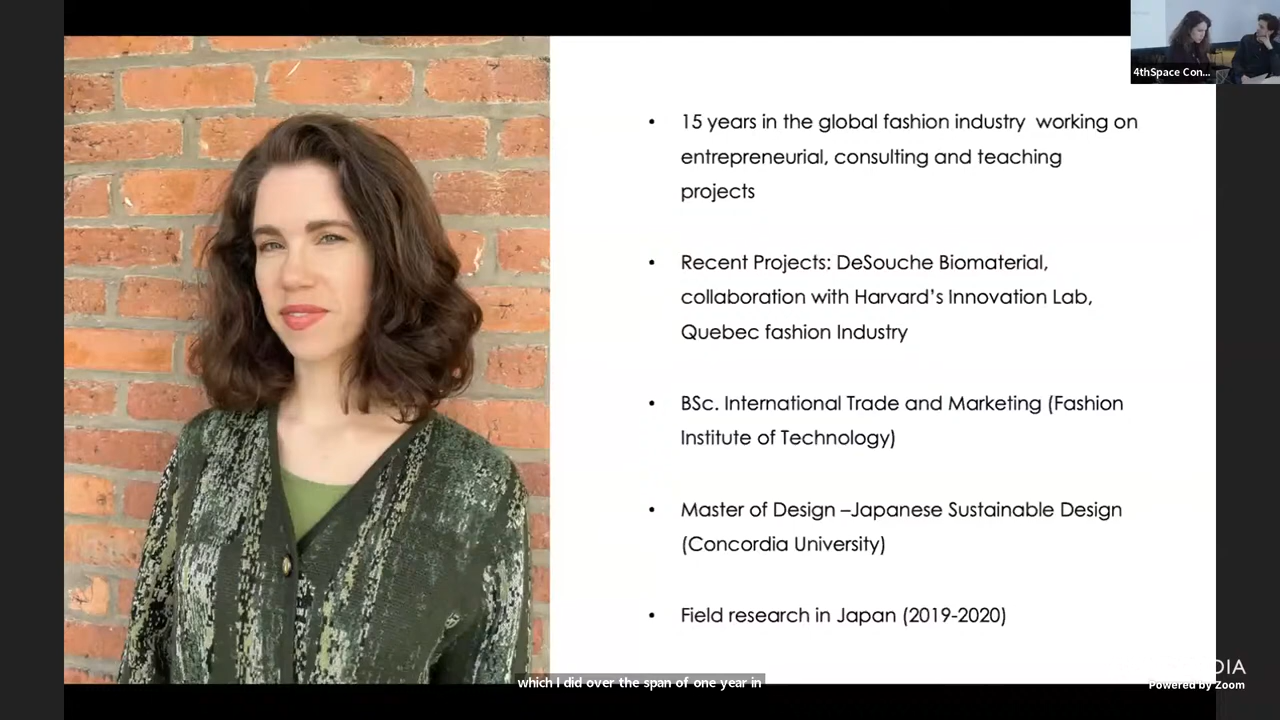 4thSpace Con...
• 15 years in the global fashion industry working on
entrepreneurial, consulting and teaching
projects
• Recent Projects: DeSouche Biomaterial,
collaboration with Harvard's Innovation Lab,
Quebec fashion Industry
• BSc. International Trade and Marketing (Fashion
Institute of Technology)
• Master of Design –Japanese Sustainable Design
(Concordia University)
• Field research in Japan (2019-2020)
which I did over the span of one year in
Powered by Zoom